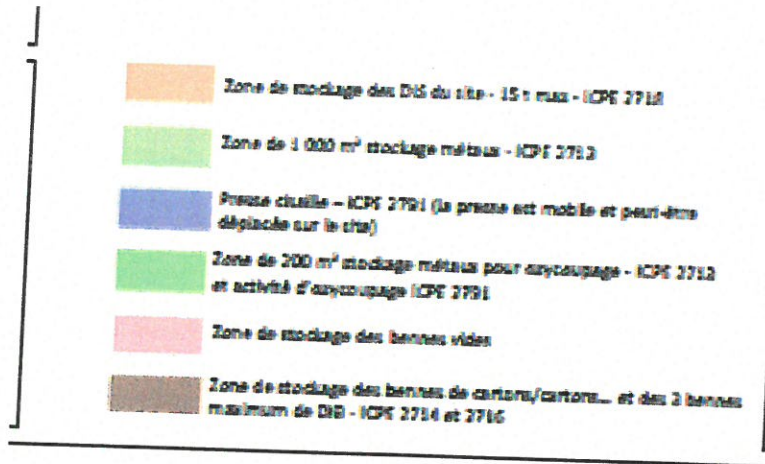 Zone de stockage des DIS du site - 15 t max - ICPE 2718
Zone de 1 000 m² stockage métaux - ICPE 2713
Presse cisaille – ICPE 2791 (la presse est mobile et peut-être
déplacée sur le site)
Zone de 200 m² stockage métaux pour oxycoupage - ICPE 2713
et activité d'oxycoupage ICPE 2791
Zone de stockage des bennes vides
Zone de stockage des bennes de cartons/cartons... et des 2 bennes
maximum de DIB - ICPE 2714 et 2716